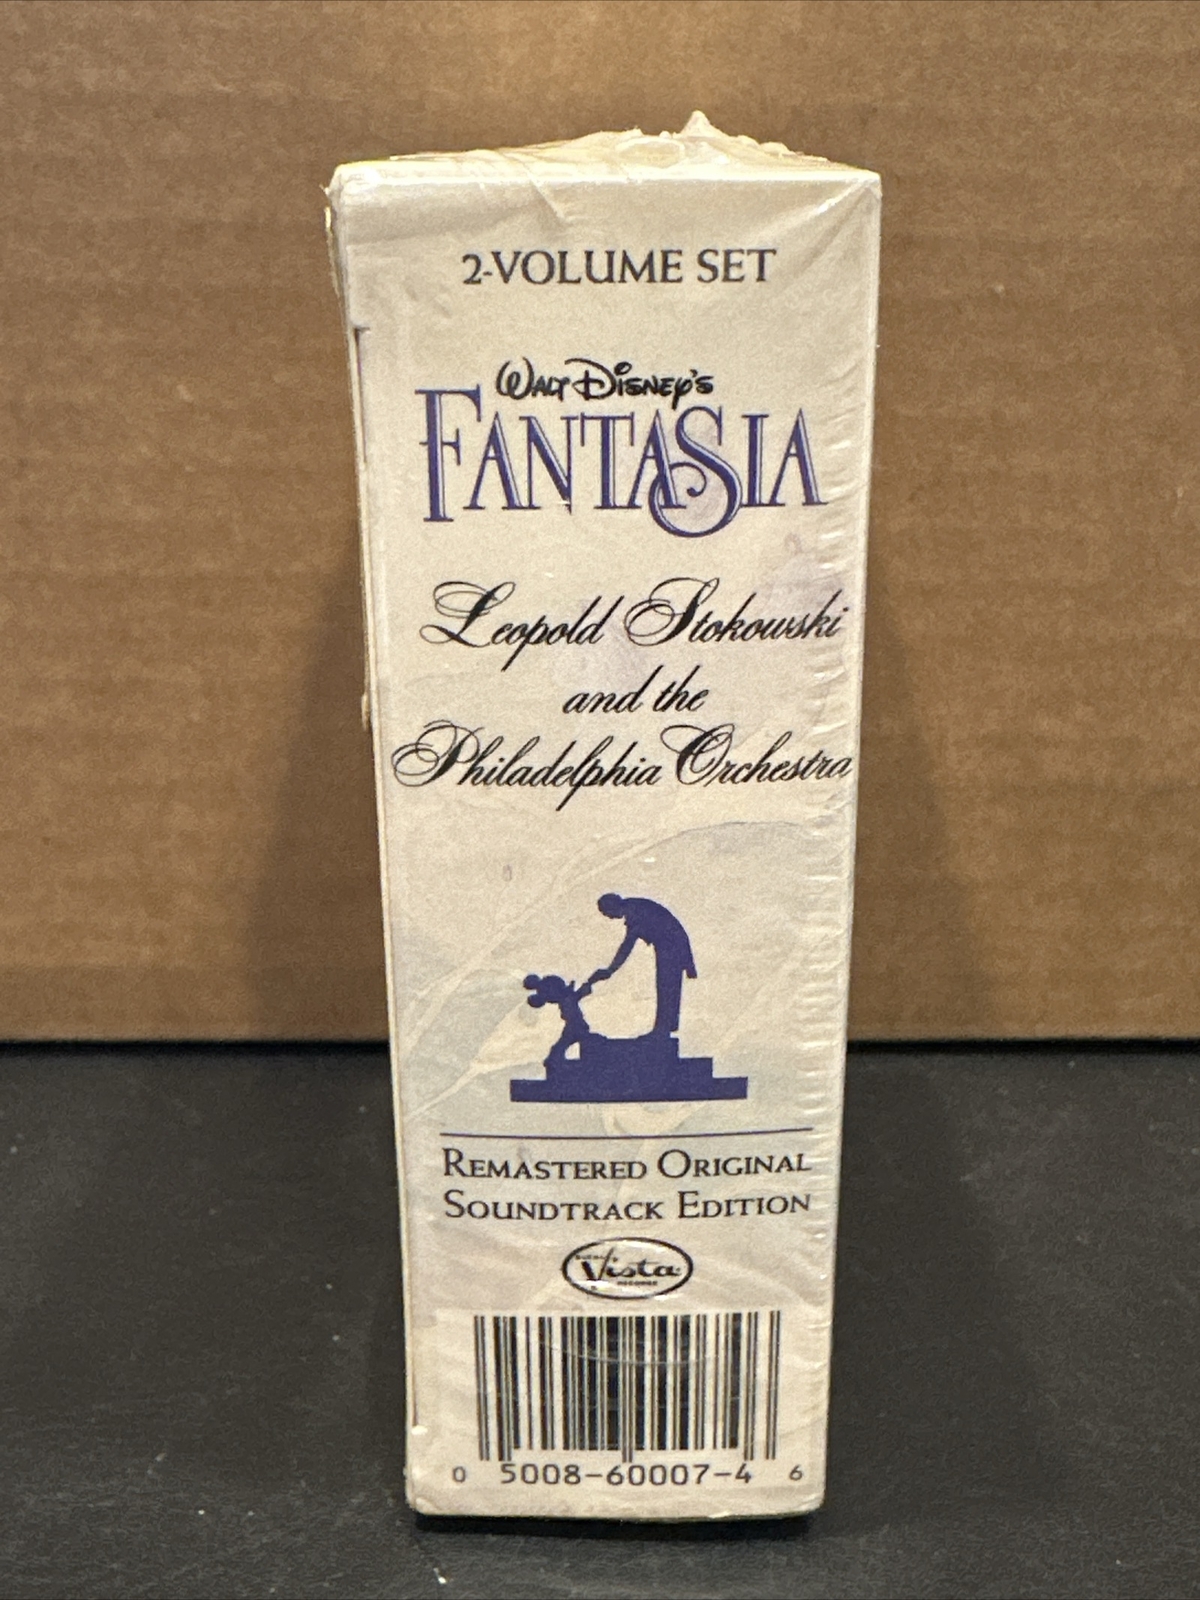 2-VOLUME SET
WALT DISNEY'S
FANTASIA
Leopold Stokowski
and the
Philadelphia Orchestra
REMASTERED ORIGINAL
SOUNDTRACK EDITION
Vista
RECORDS
0 5008-60007-4 6